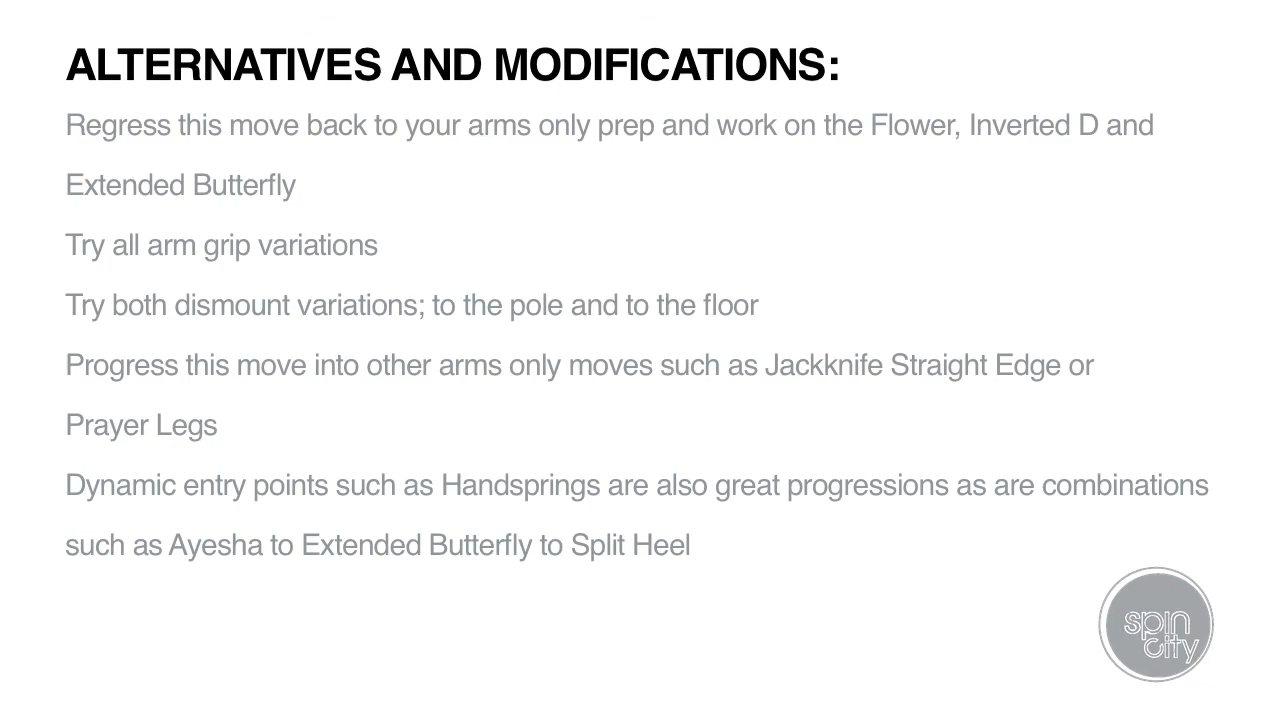 ALTERNATIVES AND MODIFICATIONS:
Regress this move back to your arms only prep and work on the Flower, Inverted D and
Extended Butterfly
Try all arm grip variations
Try both dismount variations; to the pole and to the floor
Progress this move into other arms only moves such as Jackknife Straight Edge or
Prayer Legs
Dynamic entry points such as Handsprings are also great progressions as are combinations
such as Ayesha to Extended Butterfly to Split Heel
spin
city